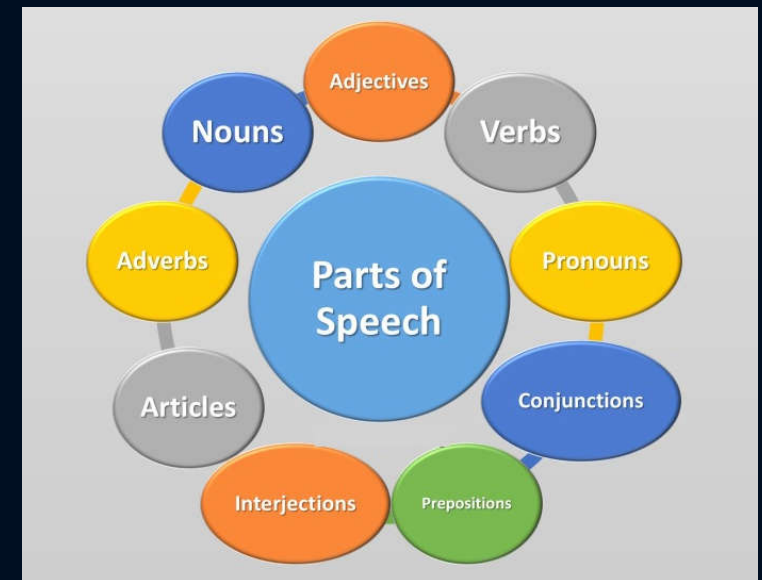 Adjectives
Nouns
Verbs
Adverbs
Parts of
Speech
Pronouns
Articles
Conjunctions
Interjections
Prepositions